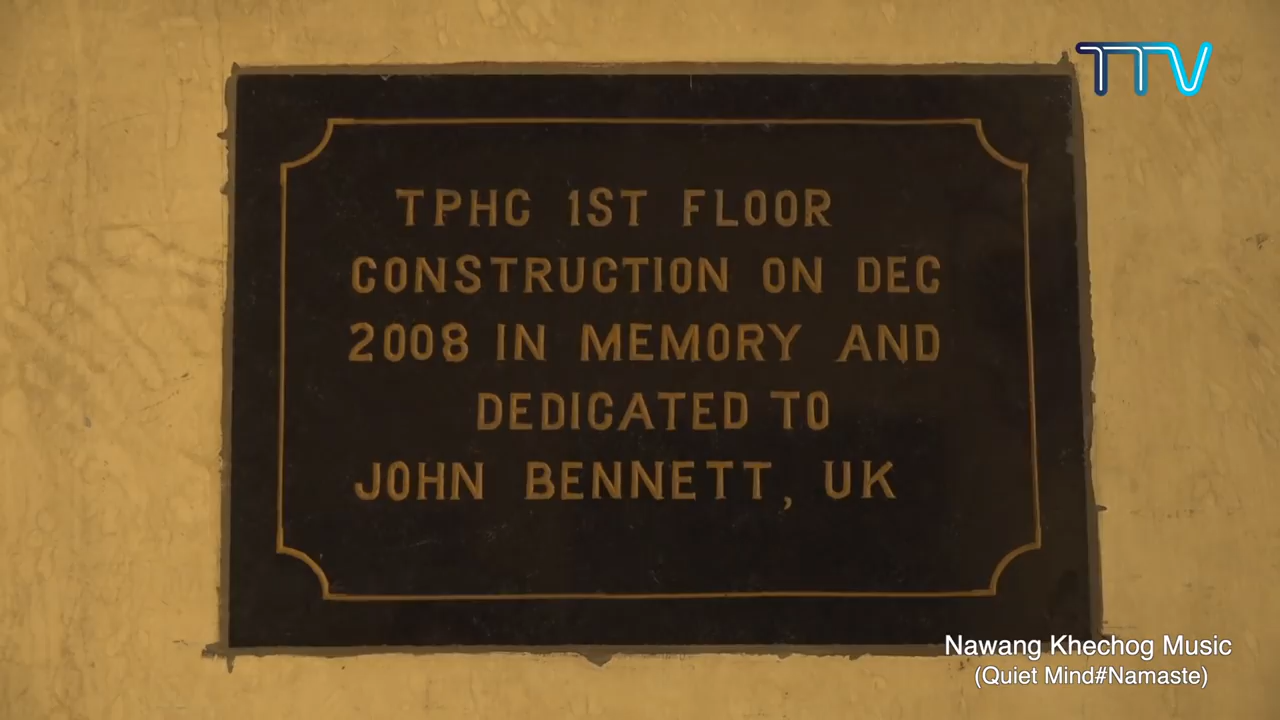 TTV
TPHC 1ST FLOOR
CONSTRUCTION ON DEC
2008 IN MEMORY AND
DEDICATED TO
JOHN BENNETT, UK
Nawang Khechog Music
(Quiet Mind#Namaste)